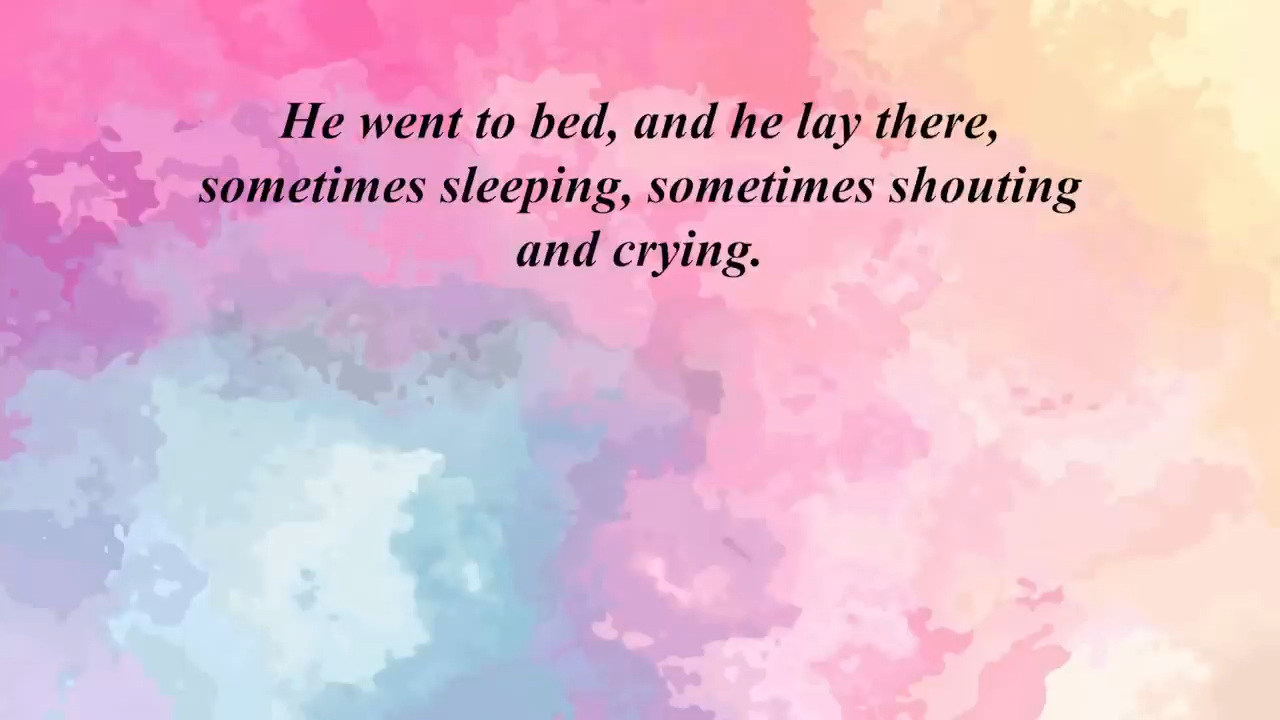 He went to bed, and he lay there,
sometimes sleeping, sometimes shouting
and crying.